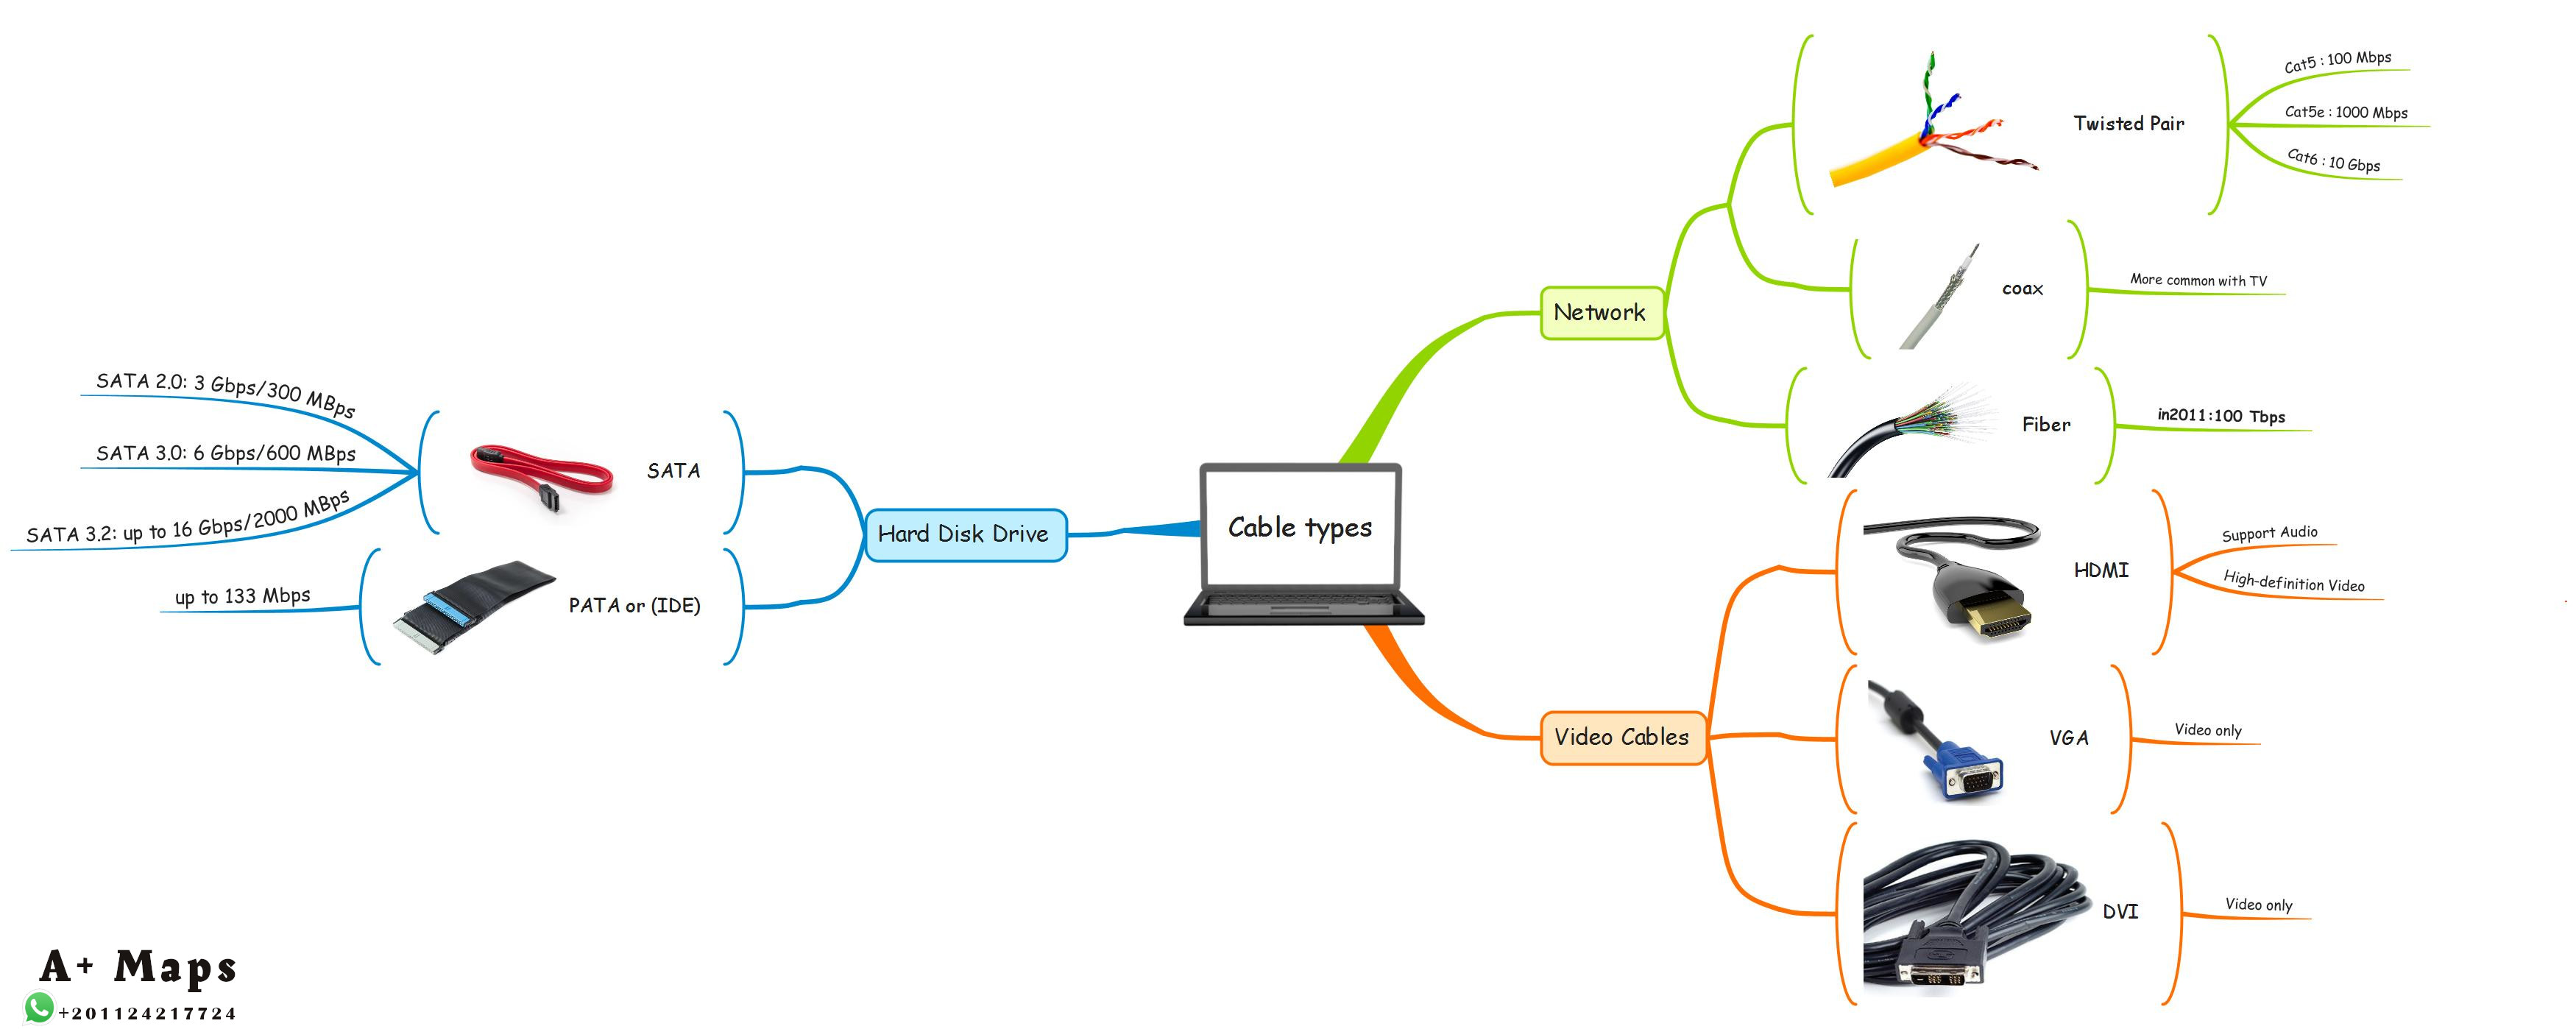 Cable types
Network
Twisted Pair
Cat5 : 100 Mbps
Cat5e : 1000 Mbps
Cat6 : 10 Gbps
coax
More common with TV
Fiber
in2011:100 Tbps
Video Cables
HDMI
Support Audio
High-definition Video
VGA
Video only
DVI
Video only
Hard Disk Drive
SATA
SATA 2.0: 3 Gbps/300 MBps
SATA 3.0: 6 Gbps/600 MBps
SATA 3.2: up to 16 Gbps/2000 MBps
PATA or (IDE)
up to 133 Mbps
A+ Maps
+201124217724